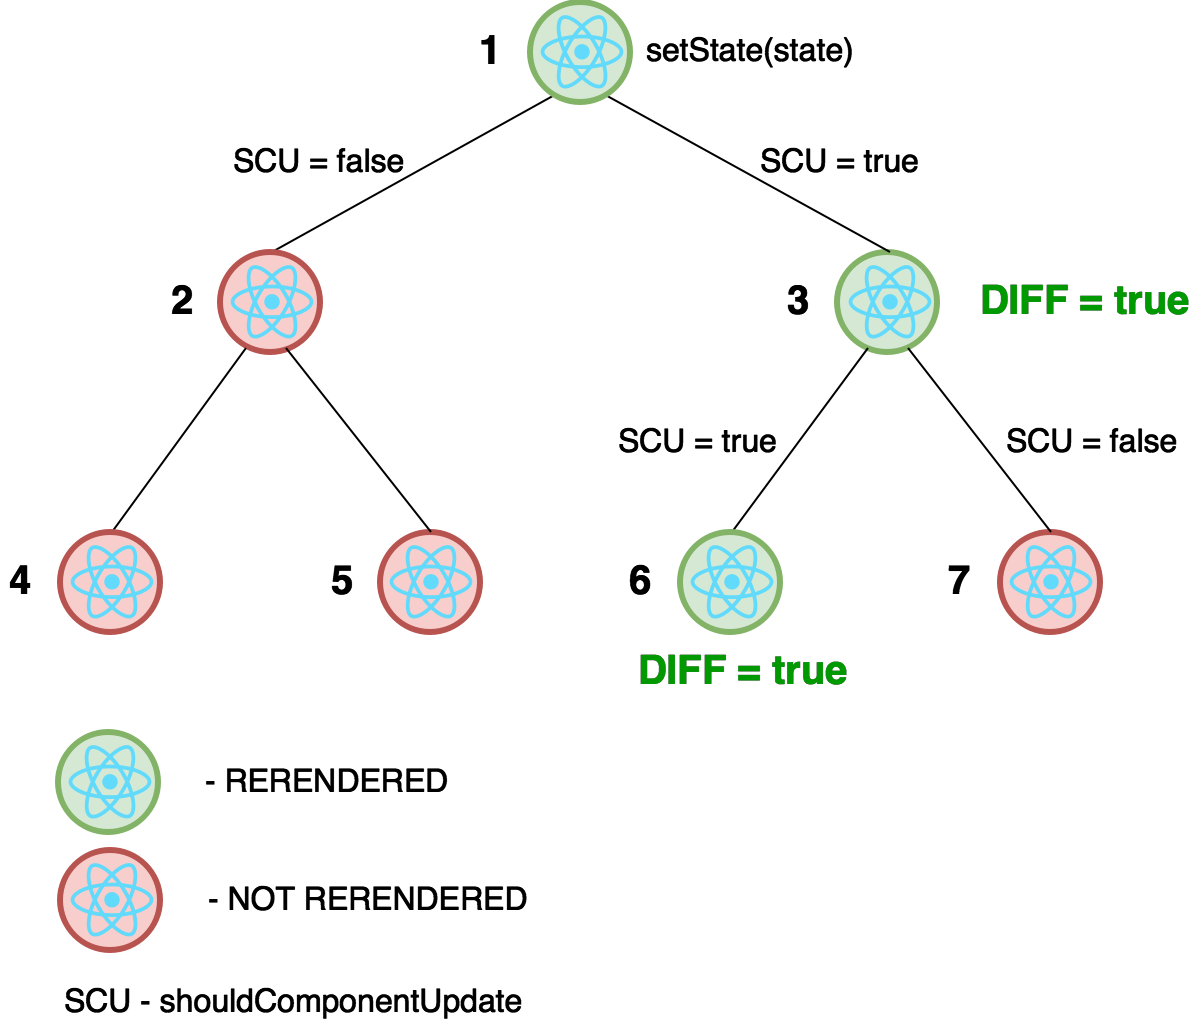 1
setState(state)
SCU = false
SCU = true
2
3
DIFF = true
SCU = true
SCU = false
4
5
6
7
DIFF = true
- RERENDERED
- NOT RERENDERED
SCU - shouldComponentUpdate